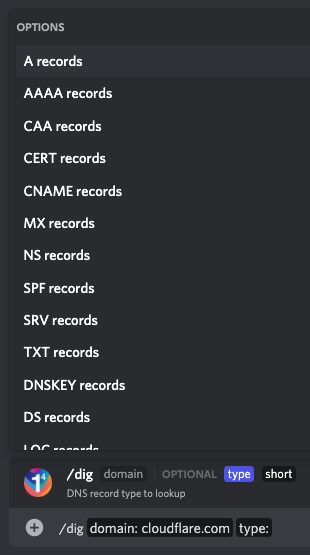 OPTIONS
A records
AAAA records
CAA records
CERT records
CNAME records
MX records
NS records
SPF records
SRV records
TXT records
DNSKEY records
DS records
LOC records
/dig domain OPTIONAL type short
DNS record type to lookup
/dig domain: cloudflare.com type: